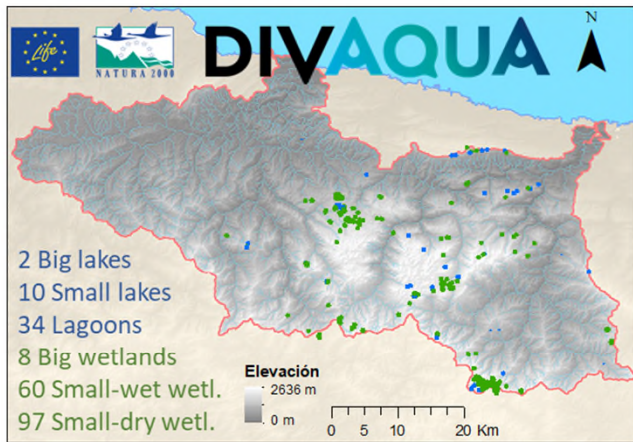 Life
NATURA 2000
DIVAQUA
N
2 Big lakes
10 Small lakes
34 Lagoons
8 Big wetlands
60 Small-wet wetl.
97 Small-dry wetl.
Elevación
2636 m
0 m
0 5 10 20 Km